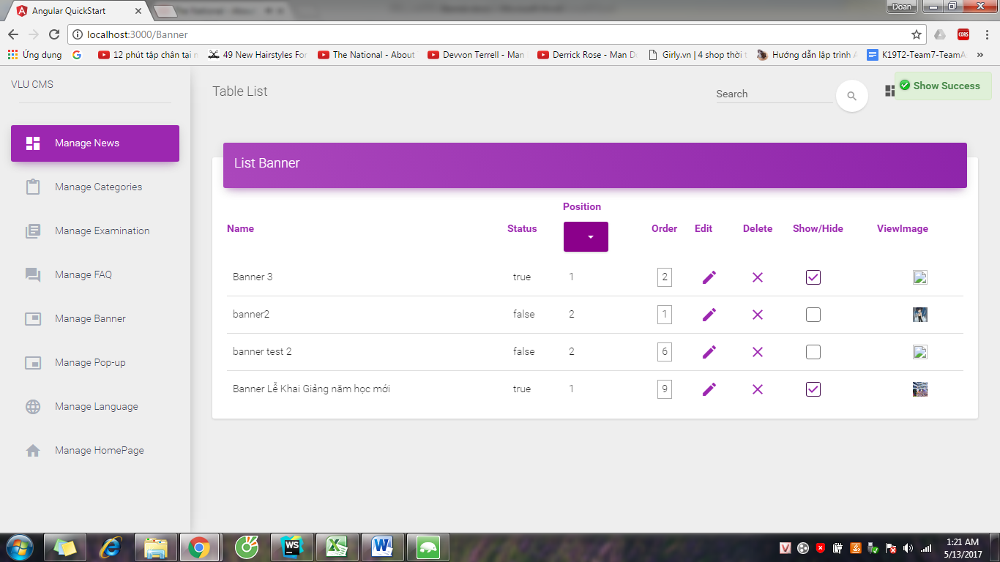 Angular QuickStart
Doan
localhost:3000/Banner
CORS
Ứng dụng
12 phút tập chân tại n
49 New Hairstyles For
The National - About
Devvon Terrell - Man
Derrick Rose - Man D
Girly.vn | 4 shop thời t
Hướng dẫn lập trình A
K19T2-Team7-TeamA
VLU CMS
Table List
Search
Show Success
Manage News
Manage Categories
Manage Examination
Manage FAQ
Manage Banner
Manage Pop-up
Manage Language
Manage HomePage
List Banner
Name Status Position Order Edit Delete Show/Hide ViewImage
Banner 3 true 1 2
banner2 false 2 1
banner test 2 false 2 6
Banner Lễ Khai Giảng năm học mới true 1 9
WS
1:21 AM
5/13/2017